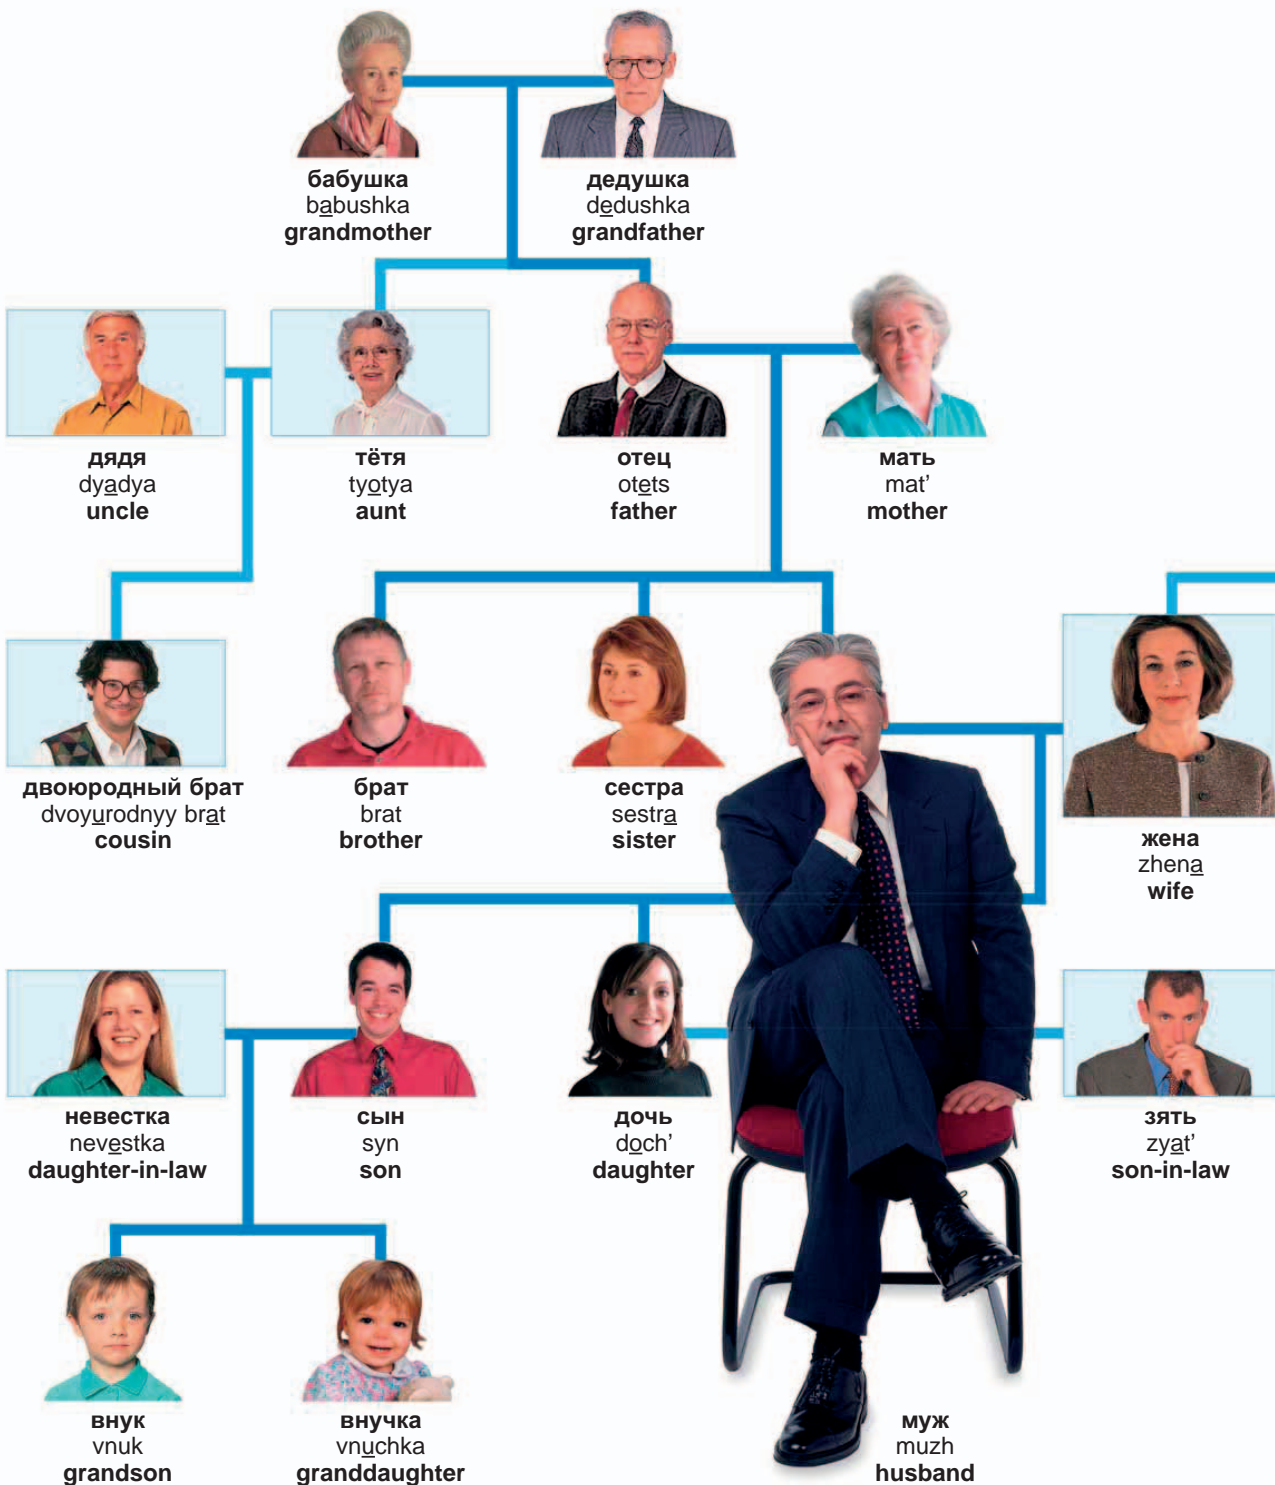 бабушка
babushka
grandmother
дедушка
dedushka
grandfather
дядя
dyadya
uncle
тётя
tyotya
aunt
отец
otets
father
мать
mat’
mother
двоюродный брат
dvoyurodnyy brat
cousin
брат
brat
brother
сестра
sestra
sister
жена
zhena
wife
невестка
nevestka
daughter-in-law
сын
syn
son
дочь
doch’
daughter
зять
zyat’
son-in-law
внук
vnuk
grandson
внучка
vnuchka
granddaughter
муж
muzh
husband